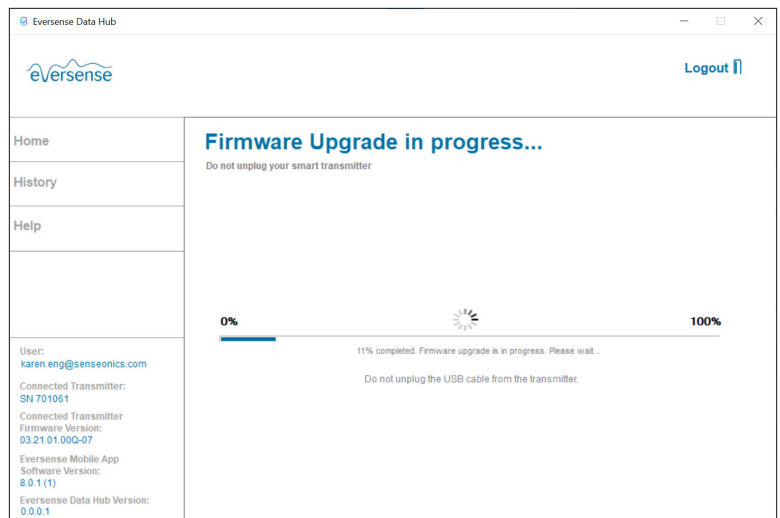 Eversense Data Hub
eversense
Logout
Home
History
Help
Firmware Upgrade in progress...
Do not unplug your smart transmitter
0%
100%
11% completed. Firmware upgrade is in progress. Please wait...
Do not unplug the USB cable from the transmitter.
User:
karen.eng@senseonics.com
Connected Transmitter:
SN 701061
Connected Transmitter
Firmware Version:
03.21.01.00Q-07
Eversense Mobile App
Software Version:
8.0.1 (1)
Eversense Data Hub Version:
0.0.0.1